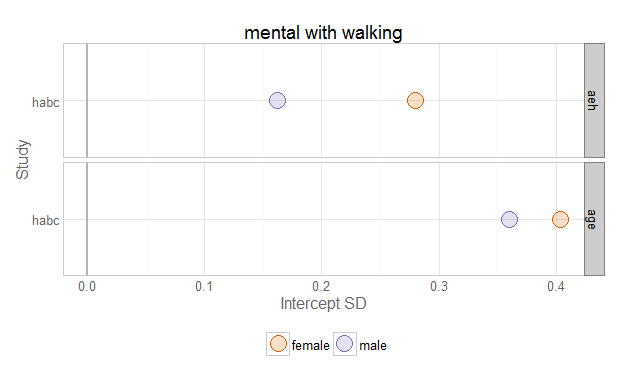 mental with walking
Study
habc
aeh
habc
age
0.0 0.1 0.2 0.3 0.4
Intercept SD
female male